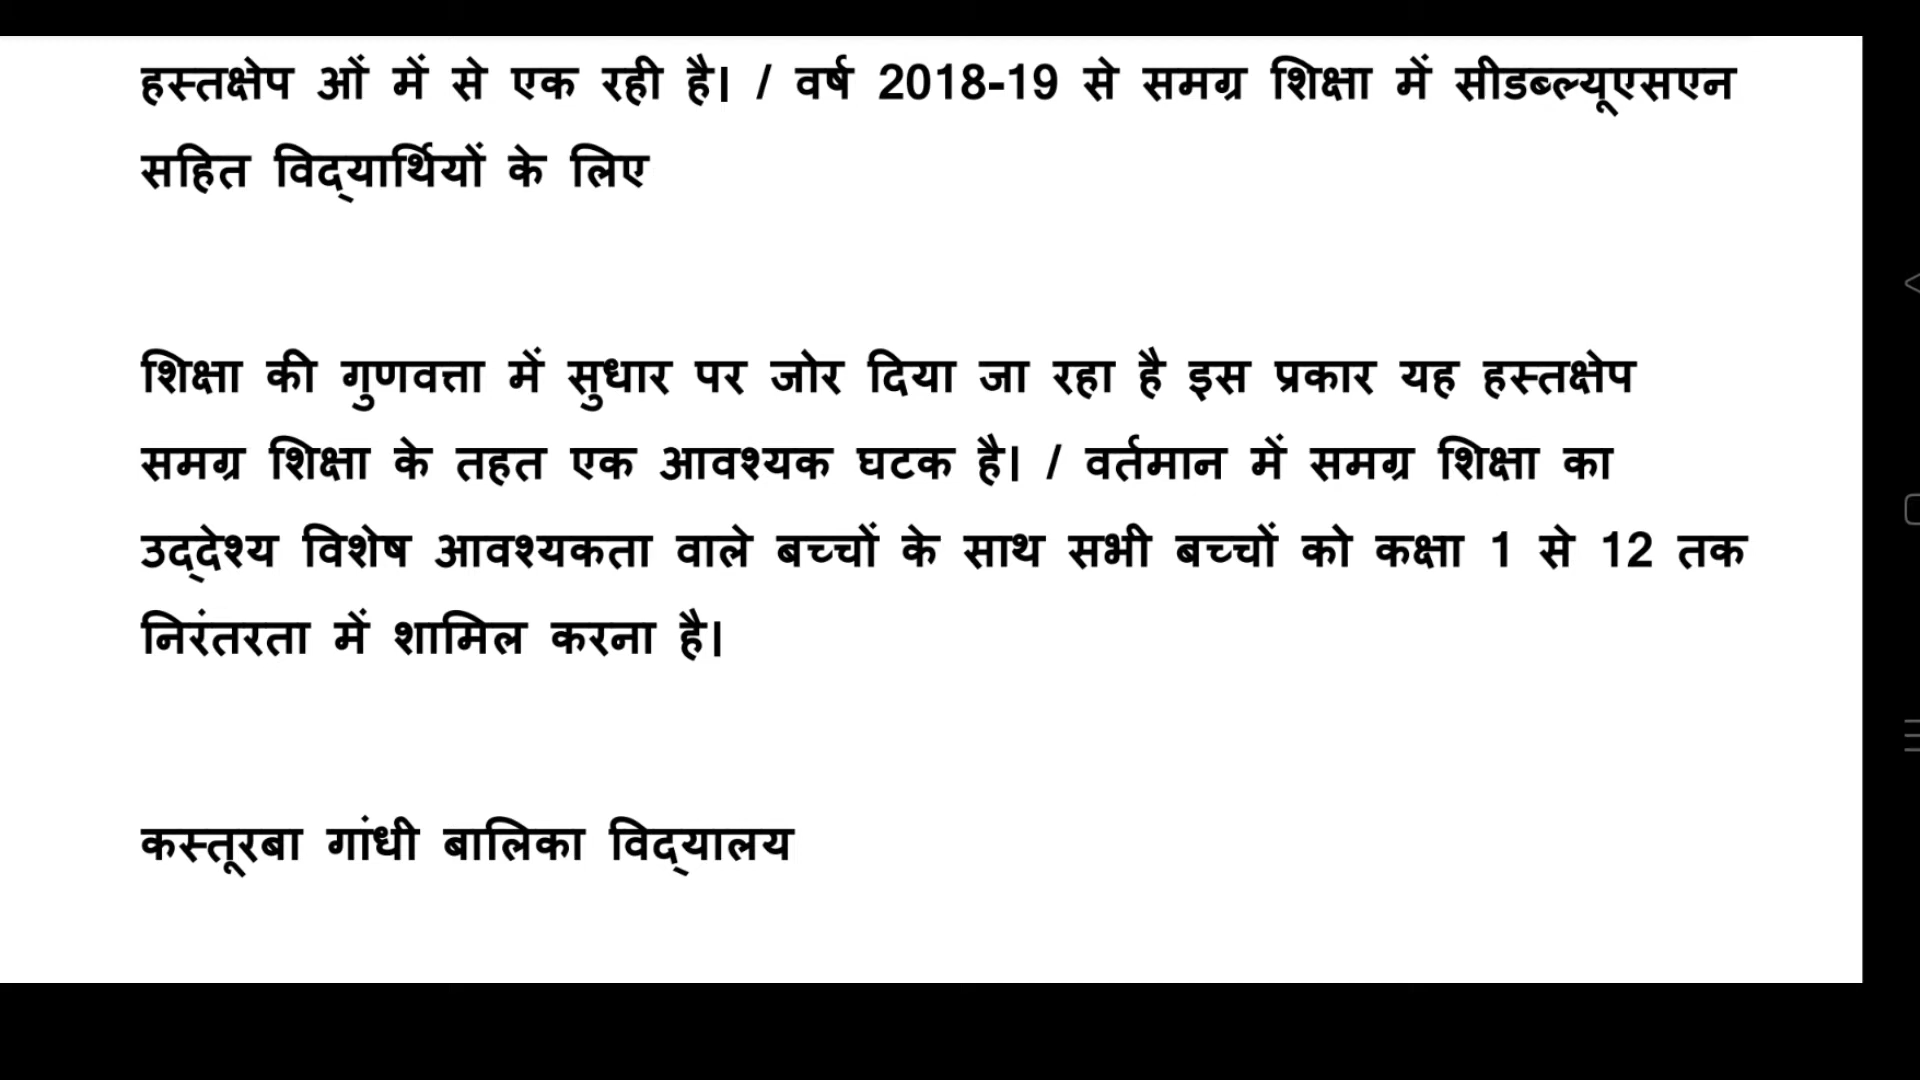 हस्तक्षेप ओं में से एक रही है। / वर्ष 2018-19 से समग्र शिक्षा में सीडब्ल्यूएसएन
सहित विद्यार्थियों के लिए
शिक्षा की गुणवत्ता में सुधार पर जोर दिया जा रहा है इस प्रकार यह हस्तक्षेप
समग्र शिक्षा के तहत एक आवश्यक घटक है। / वर्तमान में समग्र शिक्षा का
उद्देश्य विशेष आवश्यकता वाले बच्चों के साथ सभी बच्चों को कक्षा 1 से 12 तक
निरंतरता में शामिल करना है।
कस्तूरबा गांधी बालिका विद्यालय